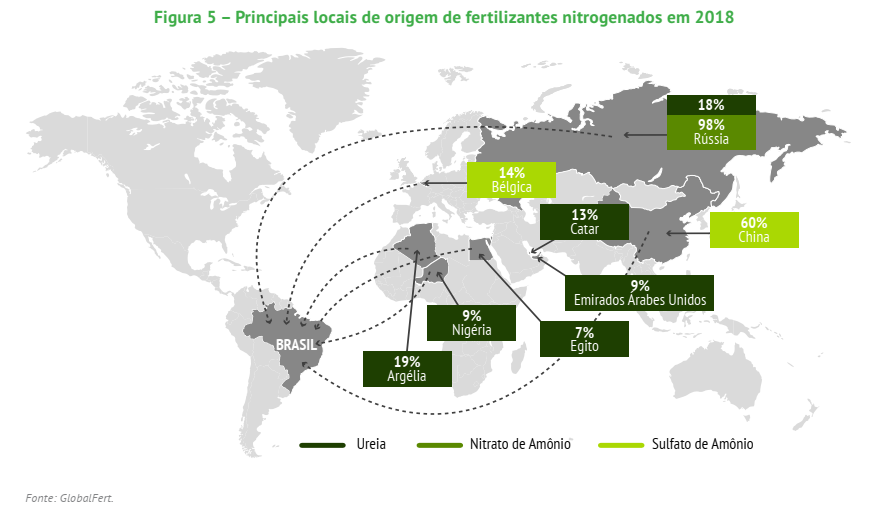 Figura 5 – Principais locais de origem de fertilizantes nitrogenados em 2018
18%
98%
Rússia
14%
Bélgica
13%
Catar
60%
China
9%
Emirados Árabes Unidos
9%
Nigéria
7%
Egito
BRASIL
19%
Argélia
Ureia
Nitrato de Amônio
Sulfato de Amônio
Fonte: GlobalFert.